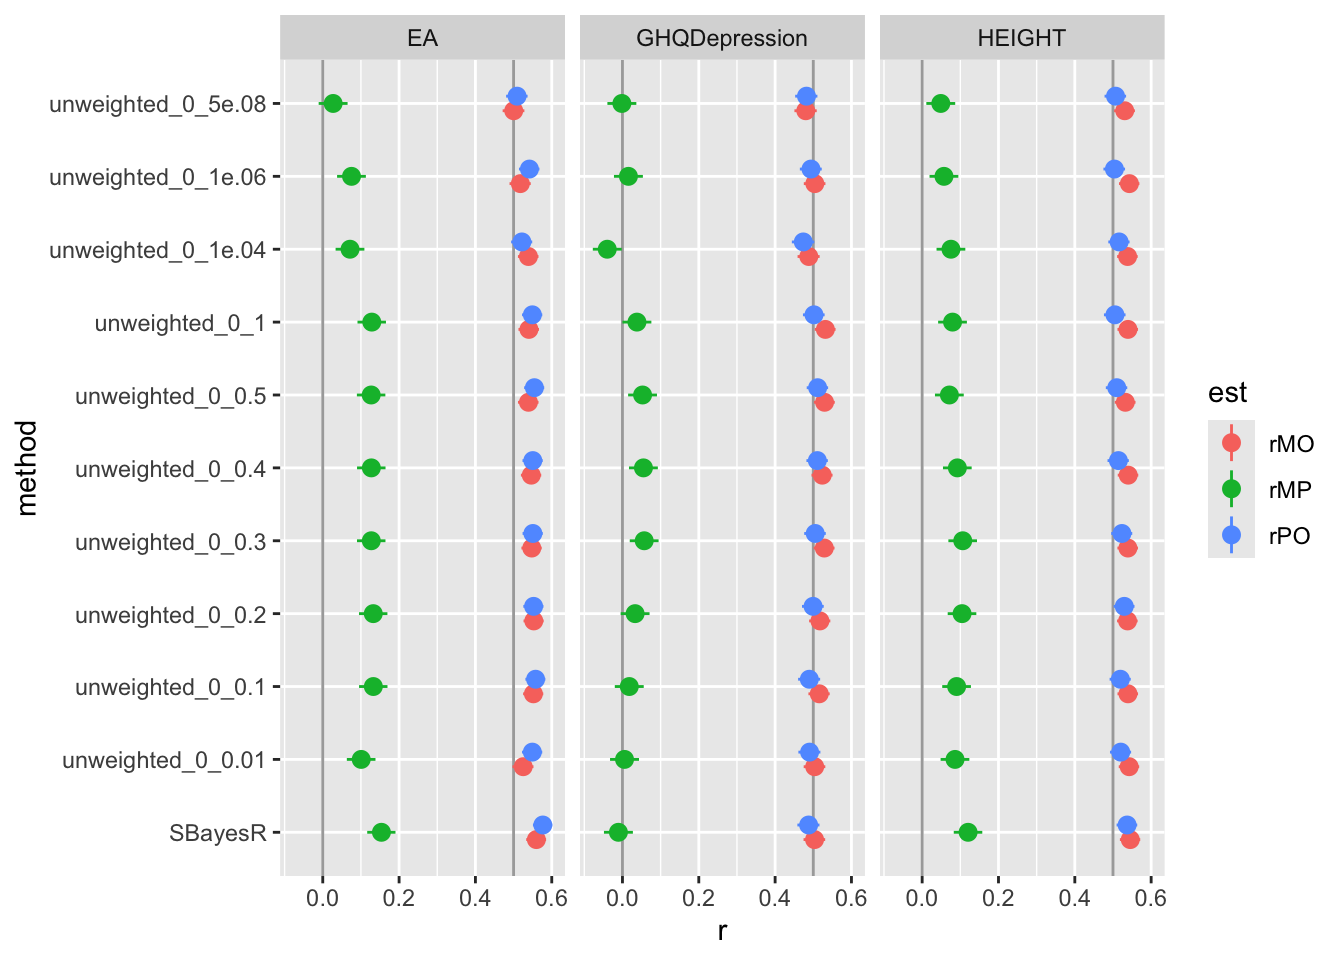 EA GHQDepression HEIGHT
unweighted_0_5e.08
unweighted_0_1e.06
unweighted_0_1e.04
unweighted_0_1
unweighted_0_0.5
unweighted_0_0.4
unweighted_0_0.3
unweighted_0_0.2
unweighted_0_0.1
unweighted_0_0.01
SBayesR
method
0.0 0.2 0.4 0.6 0.0 0.2 0.4 0.6 0.0 0.2 0.4 0.6
r
est
rMO
rMP
rPO